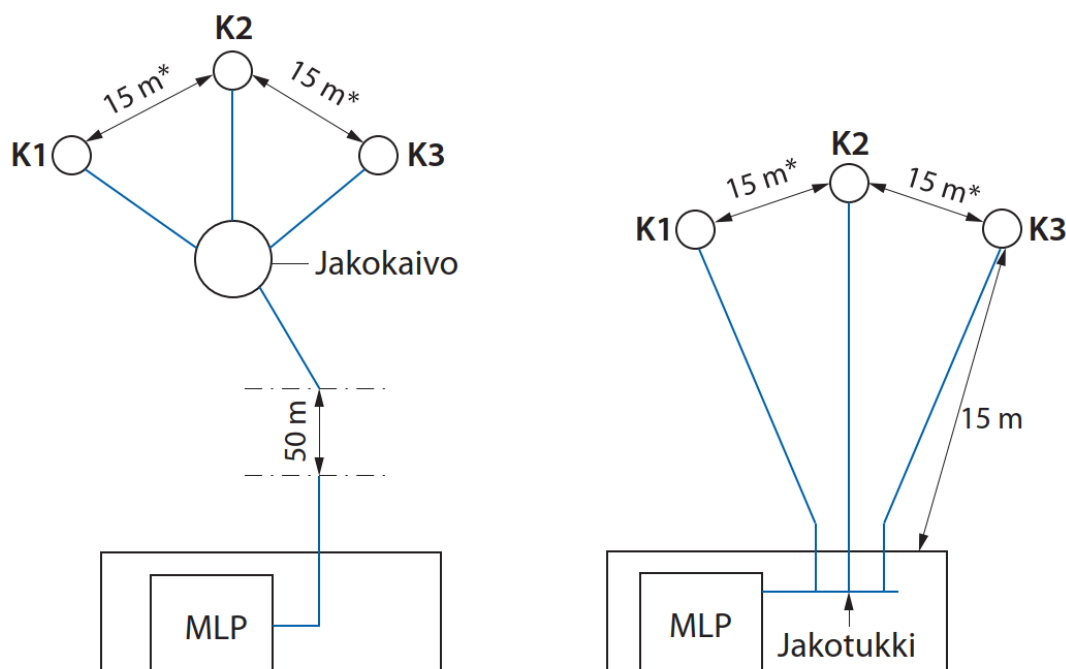 K2
15 m*
15 m*
K1
K3
Jakokaivo
50 m
MLP
K2
15 m*
15 m*
K1
K3
15 m
MLP
Jakotukki